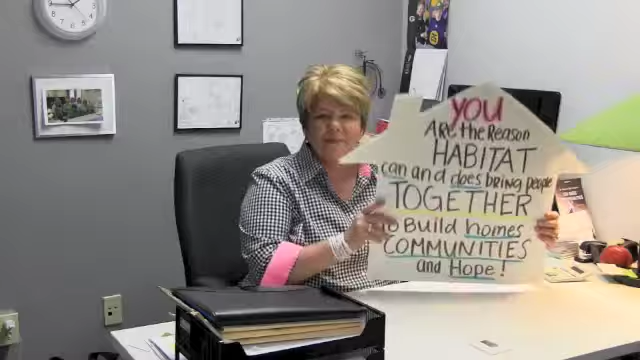 YOU
ARE the Reason
HABITAT
can and does bring people
TOGETHER
to Build homes
COMMUNITIES
and Hope!